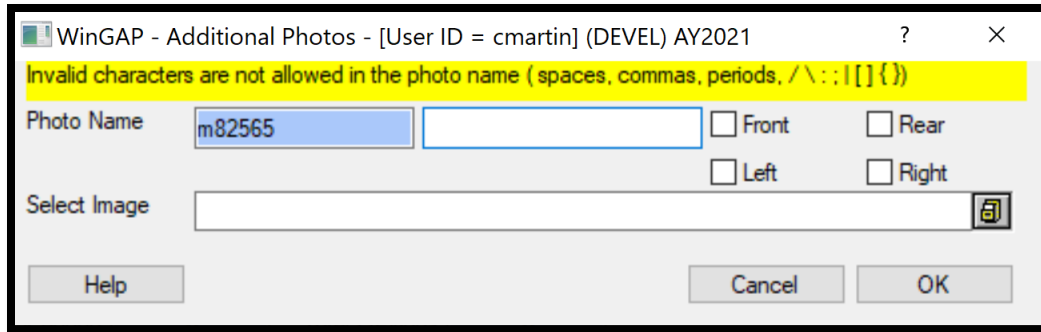 WinGAP - Additional Photos - [User ID = cmartin] (DEVEL) AY2021 ? ×
Invalid characters are not allowed in the photo name ( spaces, commas, periods, / \ : ; | [ ] { })
Photo Name m82565 Front Rear
Left Right
Select Image
Help Cancel OK